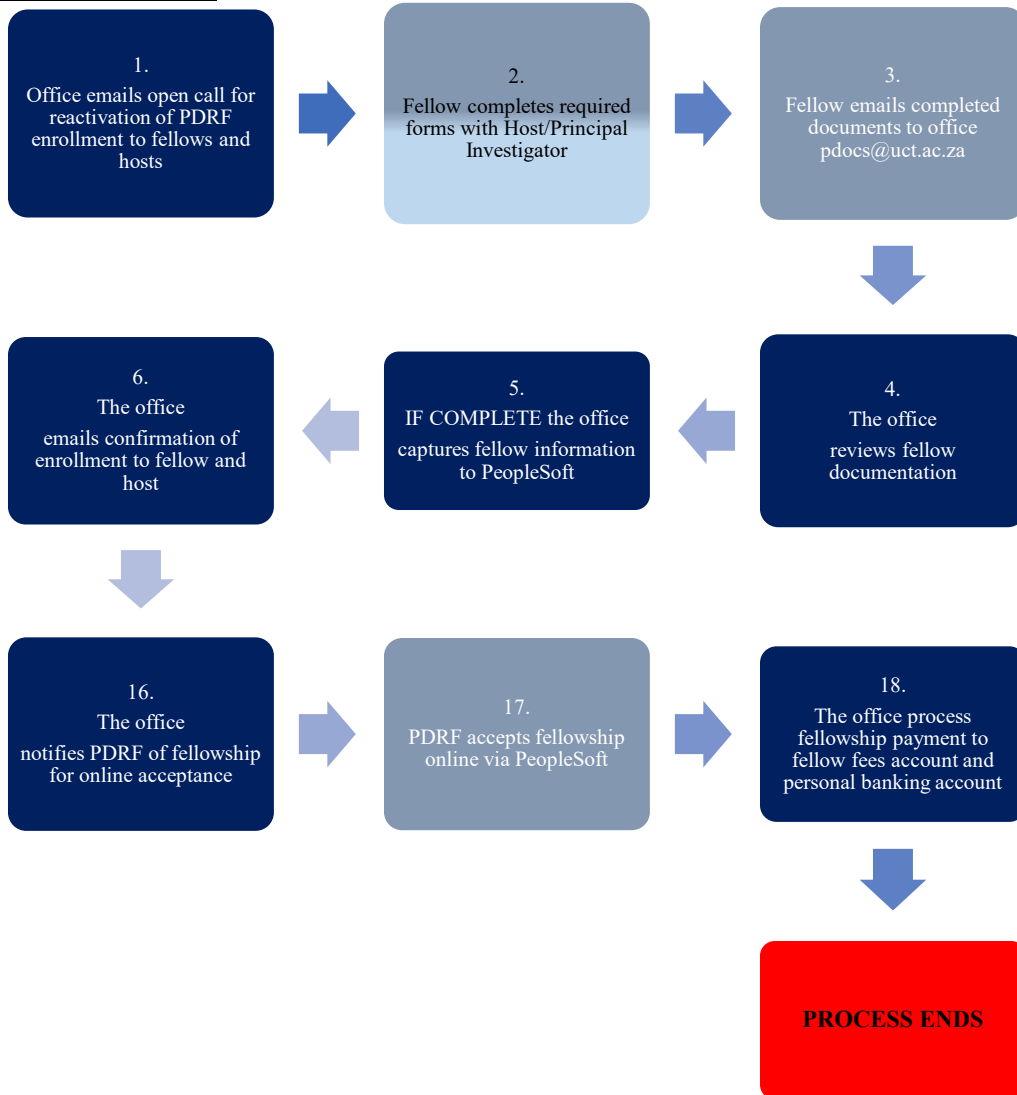 1.
Office emails open call for
reactivation of PDRF
enrollment to fellows and
hosts
2.
Fellow completes required
forms with Host/Principal
Investigator
3.
Fellow emails completed
documents to office
pdocs@uct.ac.za
4.
The office
reviews fellow
documentation
5.
IF COMPLETE the office
captures fellow information
to PeopleSoft
6.
The office
emails confirmation of
enrollment to fellow and
host
16.
The office
notifies PDRF of fellowship
for online acceptance
17.
PDRF accepts fellowship
online via PeopleSoft
18.
The office process
fellowship payment to
fellow fees account and
personal banking account
PROCESS ENDS